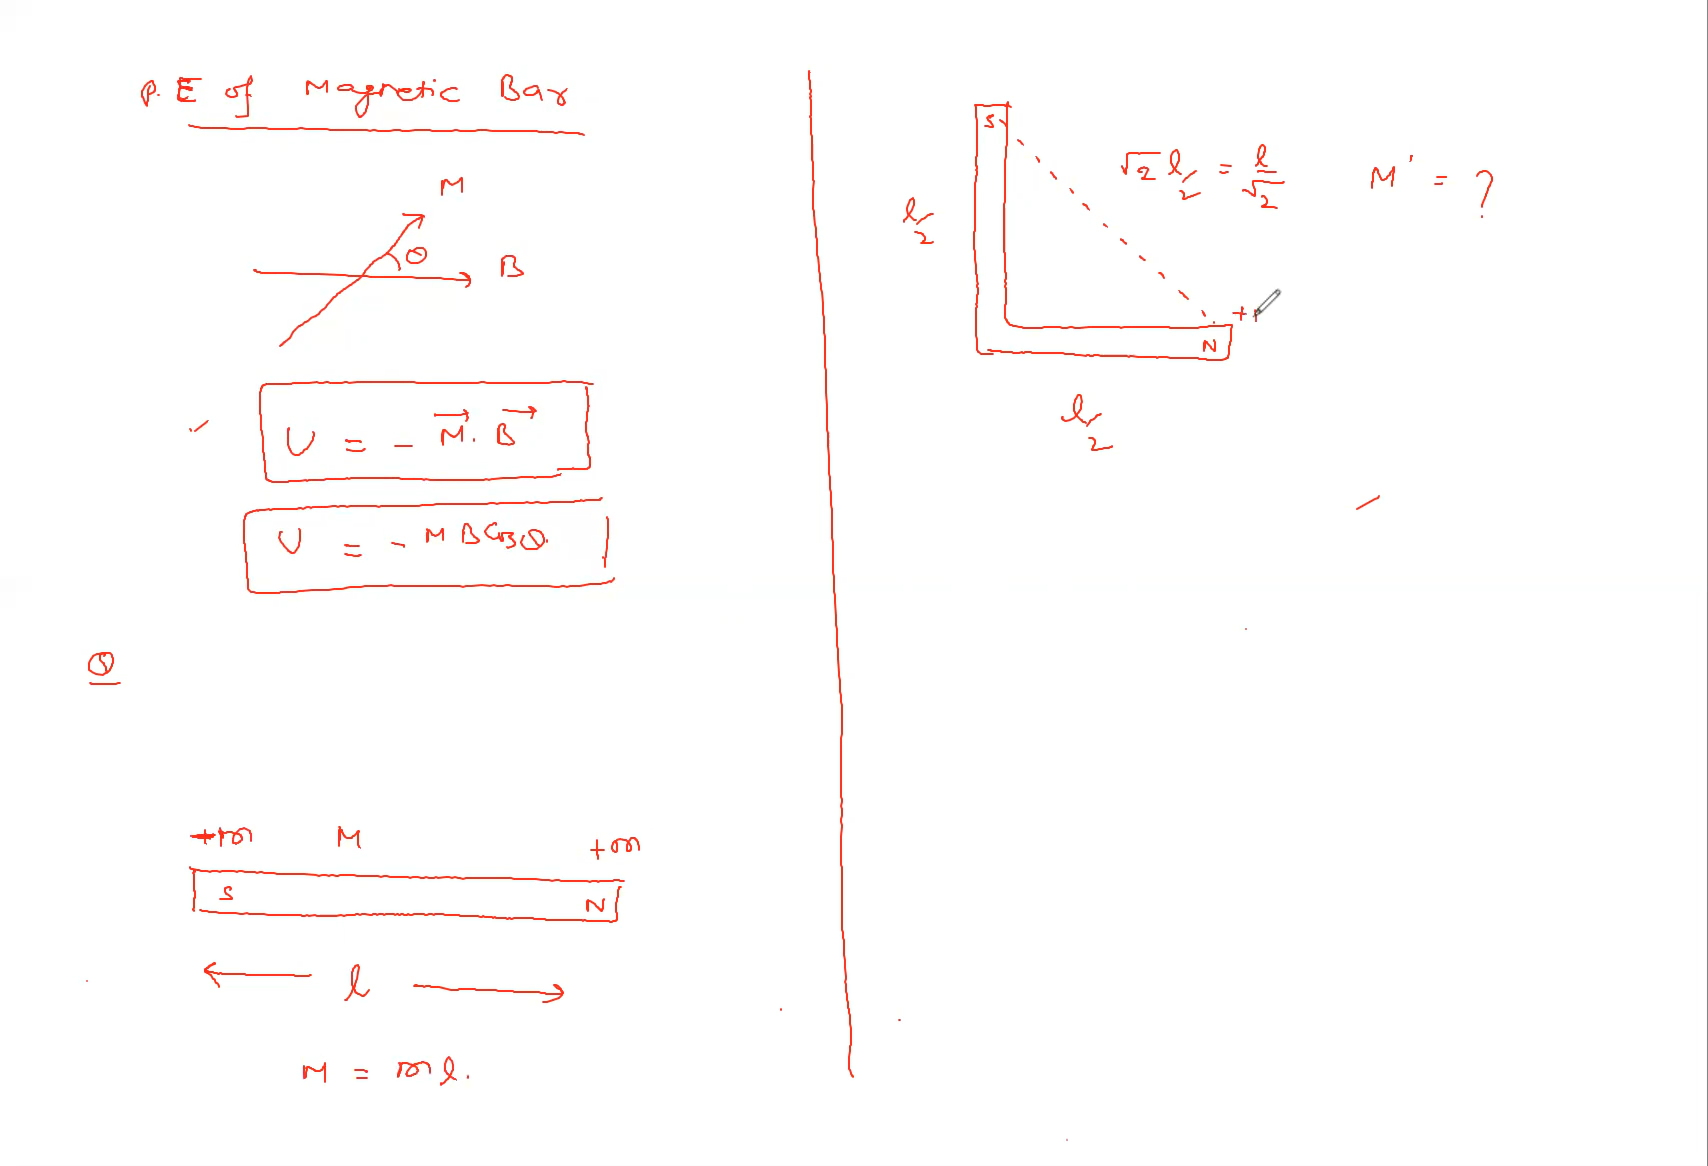 P.E of Magnetic Bar
M
θ
B
U = - M⃗. B⃗
U = - M B Cosθ.
Q
+m M +m
S N
l
M = ml.
S
√2 l/2 = l/√2 M' = ?
l/2
+
N
l/2